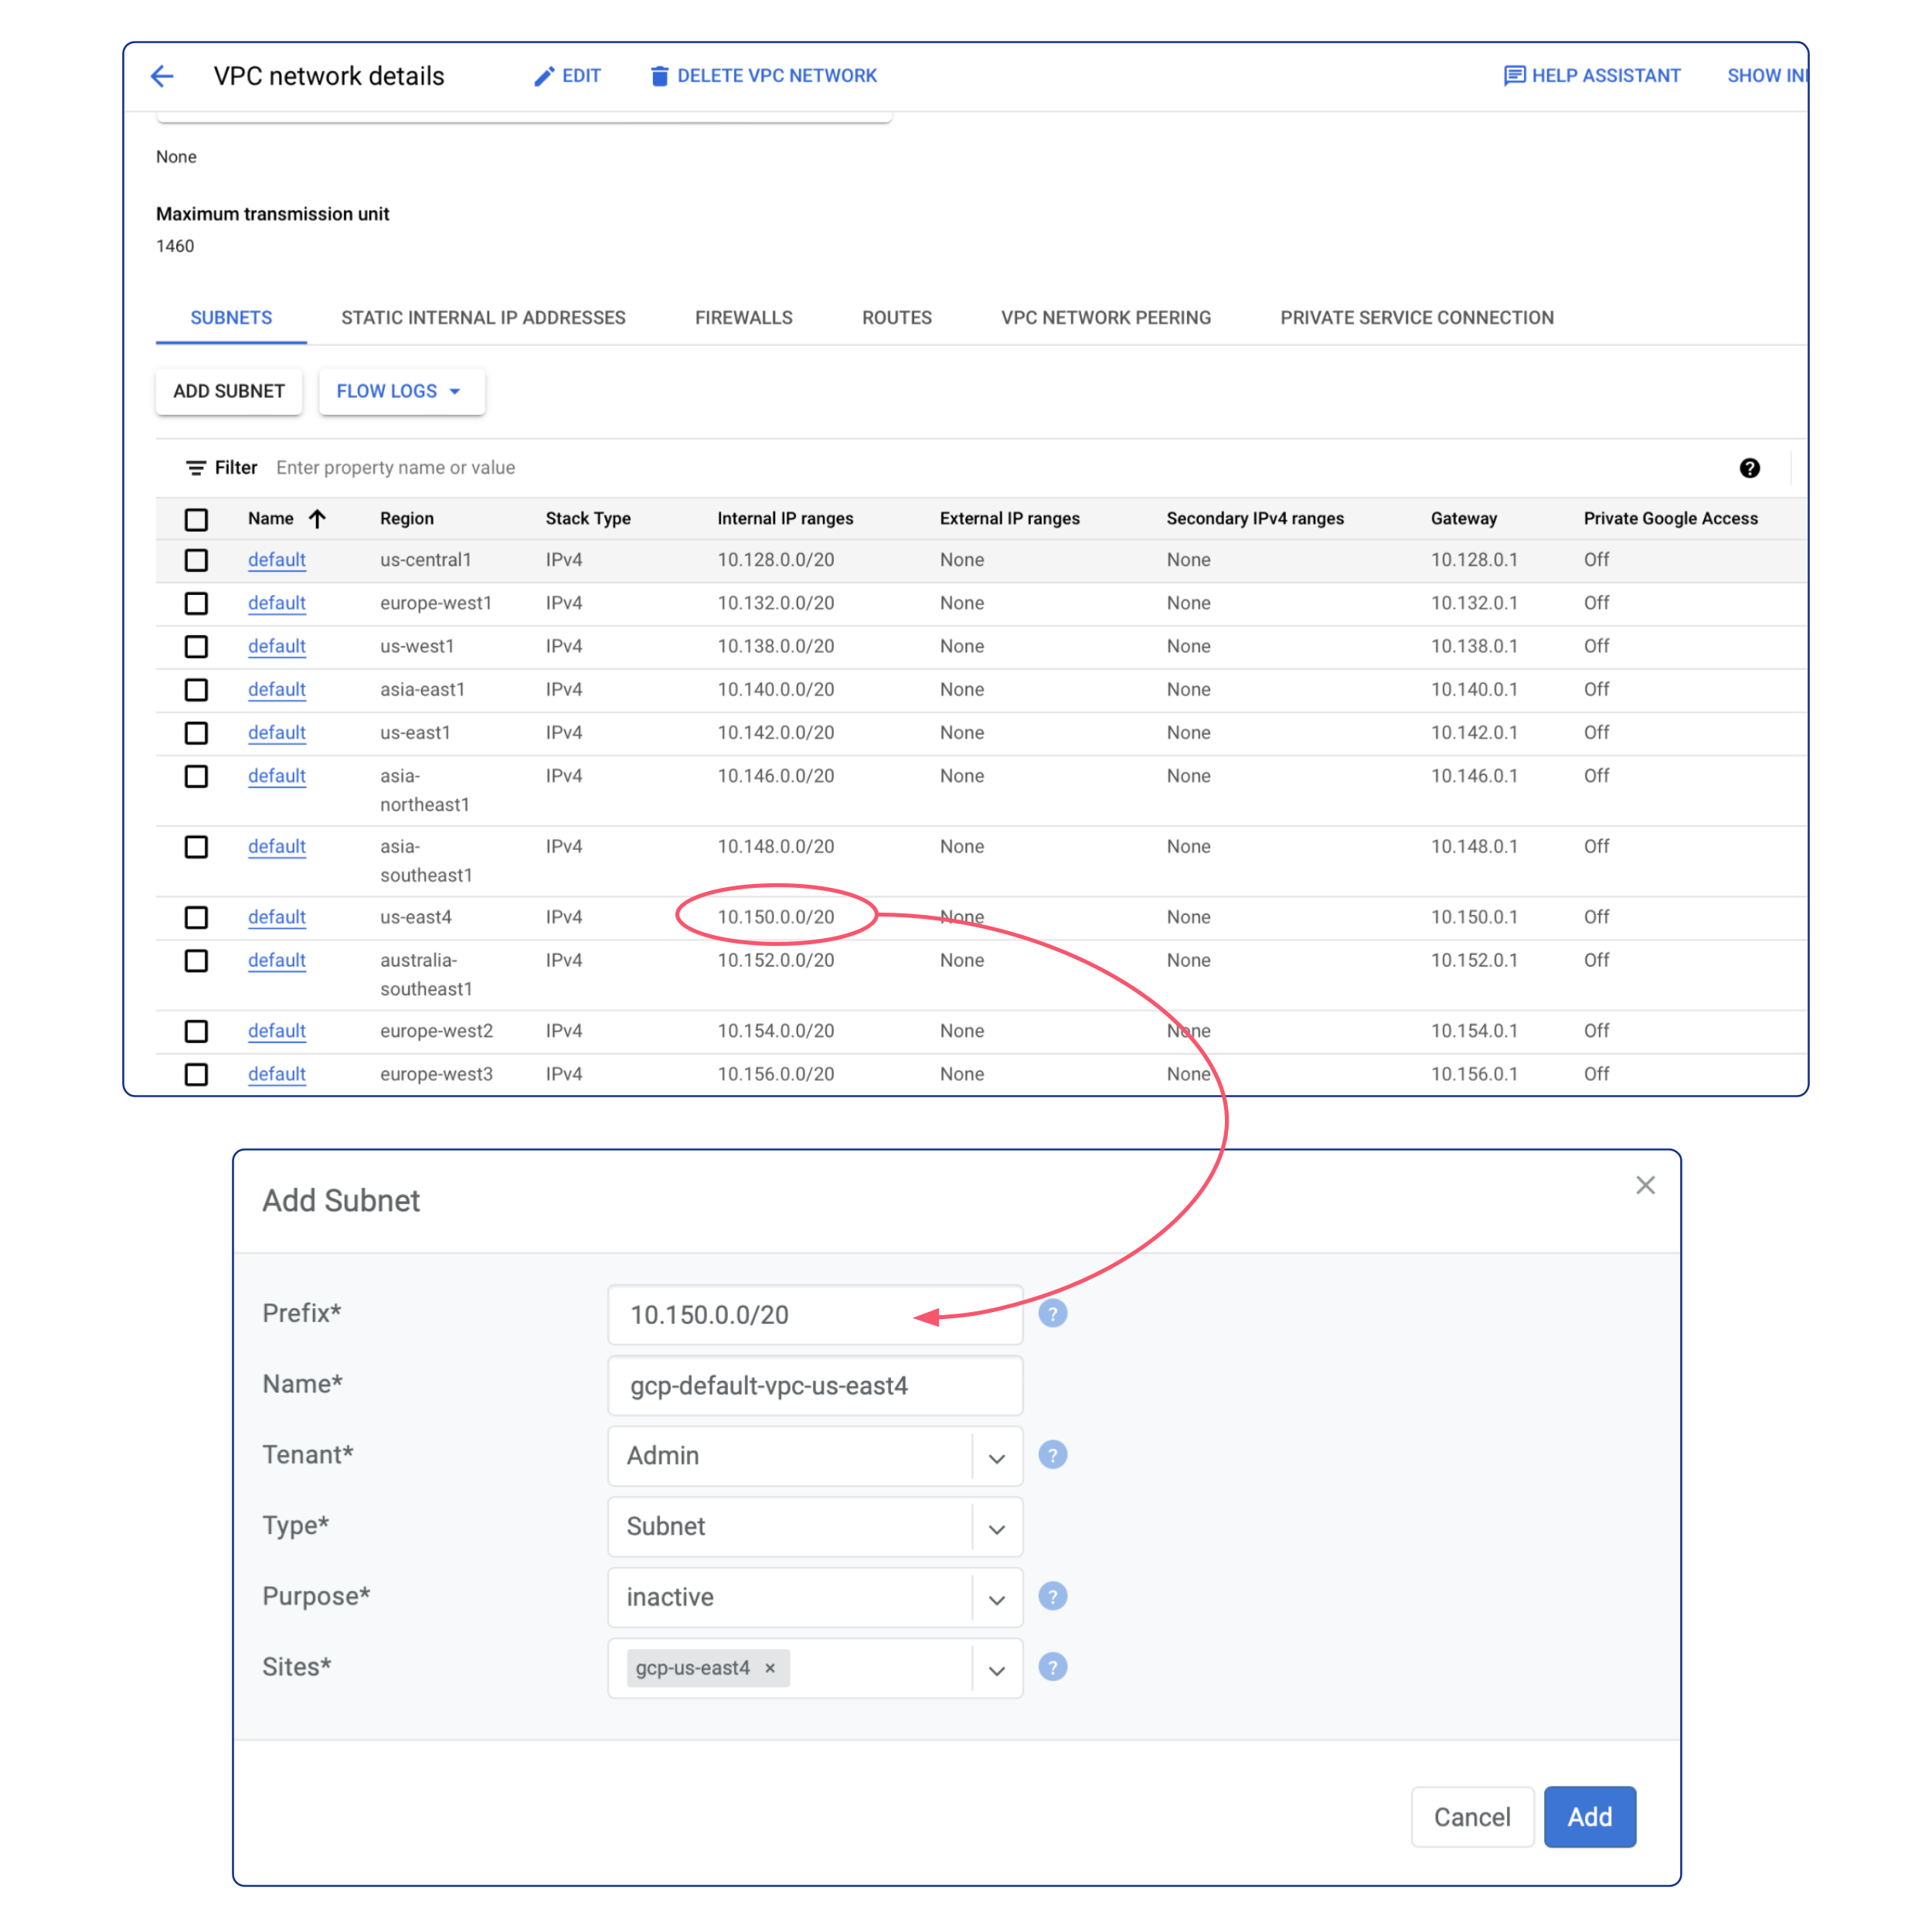 VPC network details EDIT DELETE VPC NETWORK HELP ASSISTANT SHOW IN
None
Maximum transmission unit
1460
SUBNETS STATIC INTERNAL IP ADDRESSES FIREWALLS ROUTES VPC NETWORK PEERING PRIVATE SERVICE CONNECTION
ADD SUBNET FLOW LOGS
Filter Enter property name or value ?
Name Region Stack Type Internal IP ranges External IP ranges Secondary IPv4 ranges Gateway Private Google Access
default us-central1 IPv4 10.128.0.0/20 None None 10.128.0.1 Off
default europe-west1 IPv4 10.132.0.0/20 None None 10.132.0.1 Off
default us-west1 IPv4 10.138.0.0/20 None None 10.138.0.1 Off
default asia-east1 IPv4 10.140.0.0/20 None None 10.140.0.1 Off
default us-east1 IPv4 10.142.0.0/20 None None 10.142.0.1 Off
default asia- IPv4 10.146.0.0/20 None None 10.146.0.1 Off
northeast1
default asia- IPv4 10.148.0.0/20 None None 10.148.0.1 Off
southeast1
default us-east4 IPv4 10.150.0.0/20 None None 10.150.0.1 Off
default australia- IPv4 10.152.0.0/20 None None 10.152.0.1 Off
southeast1
default europe-west2 IPv4 10.154.0.0/20 None None 10.154.0.1 Off
default europe-west3 IPv4 10.156.0.0/20 None None 10.156.0.1 Off
Add Subnet
Prefix* 10.150.0.0/20 ?
Name* gcp-default-vpc-us-east4
Tenant* Admin ?
Type* Subnet
Purpose* inactive ?
Sites* gcp-us-east4 × ?
Cancel Add